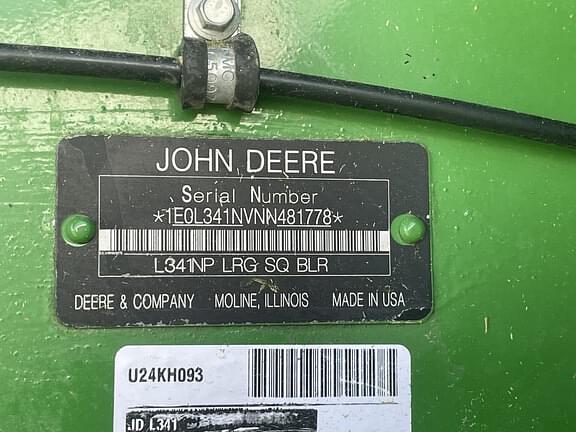 JOHN DEERE
Serial Number
*1E0L341NVNN481778*
L341NP LRG SQ BLR
DEERE & COMPANY MOLINE, ILLINOIS MADE IN USA
U24KH093
JD L341